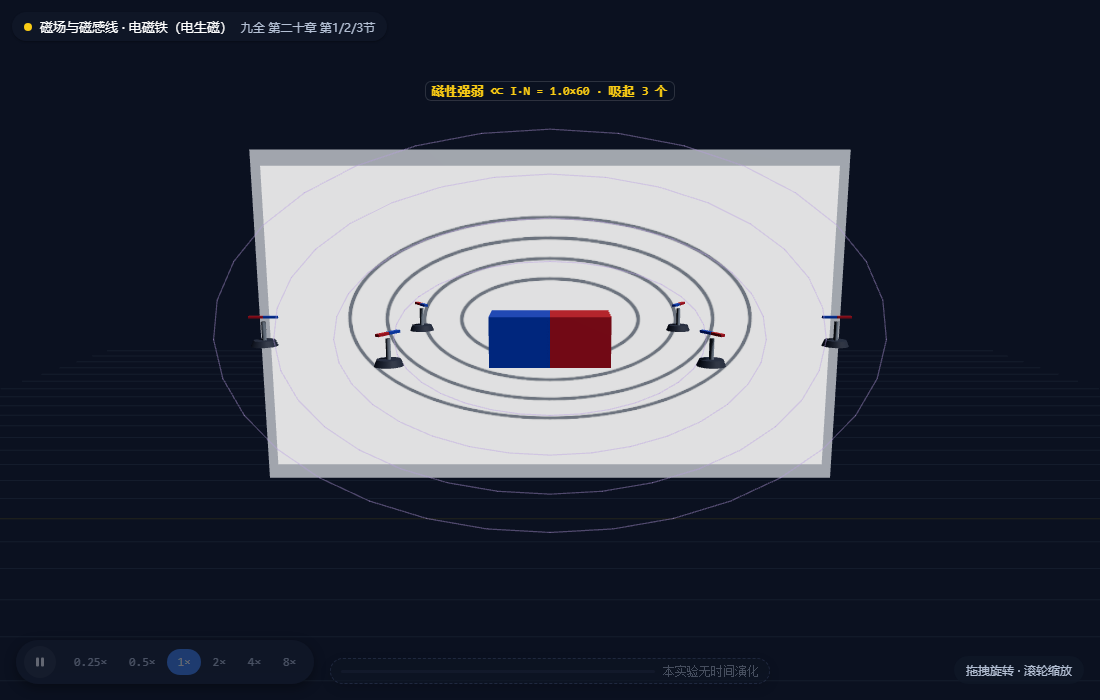 磁场与磁感线 · 电磁铁（电生磁） 九全 第二十章 第1/2/3节
磁性强弱 ∝ I·N = 1.0×60 · 吸起 3 个
0.25× 0.5× 1× 2× 4× 8×
本实验无时间演化
拖拽旋转 · 滚轮缩放